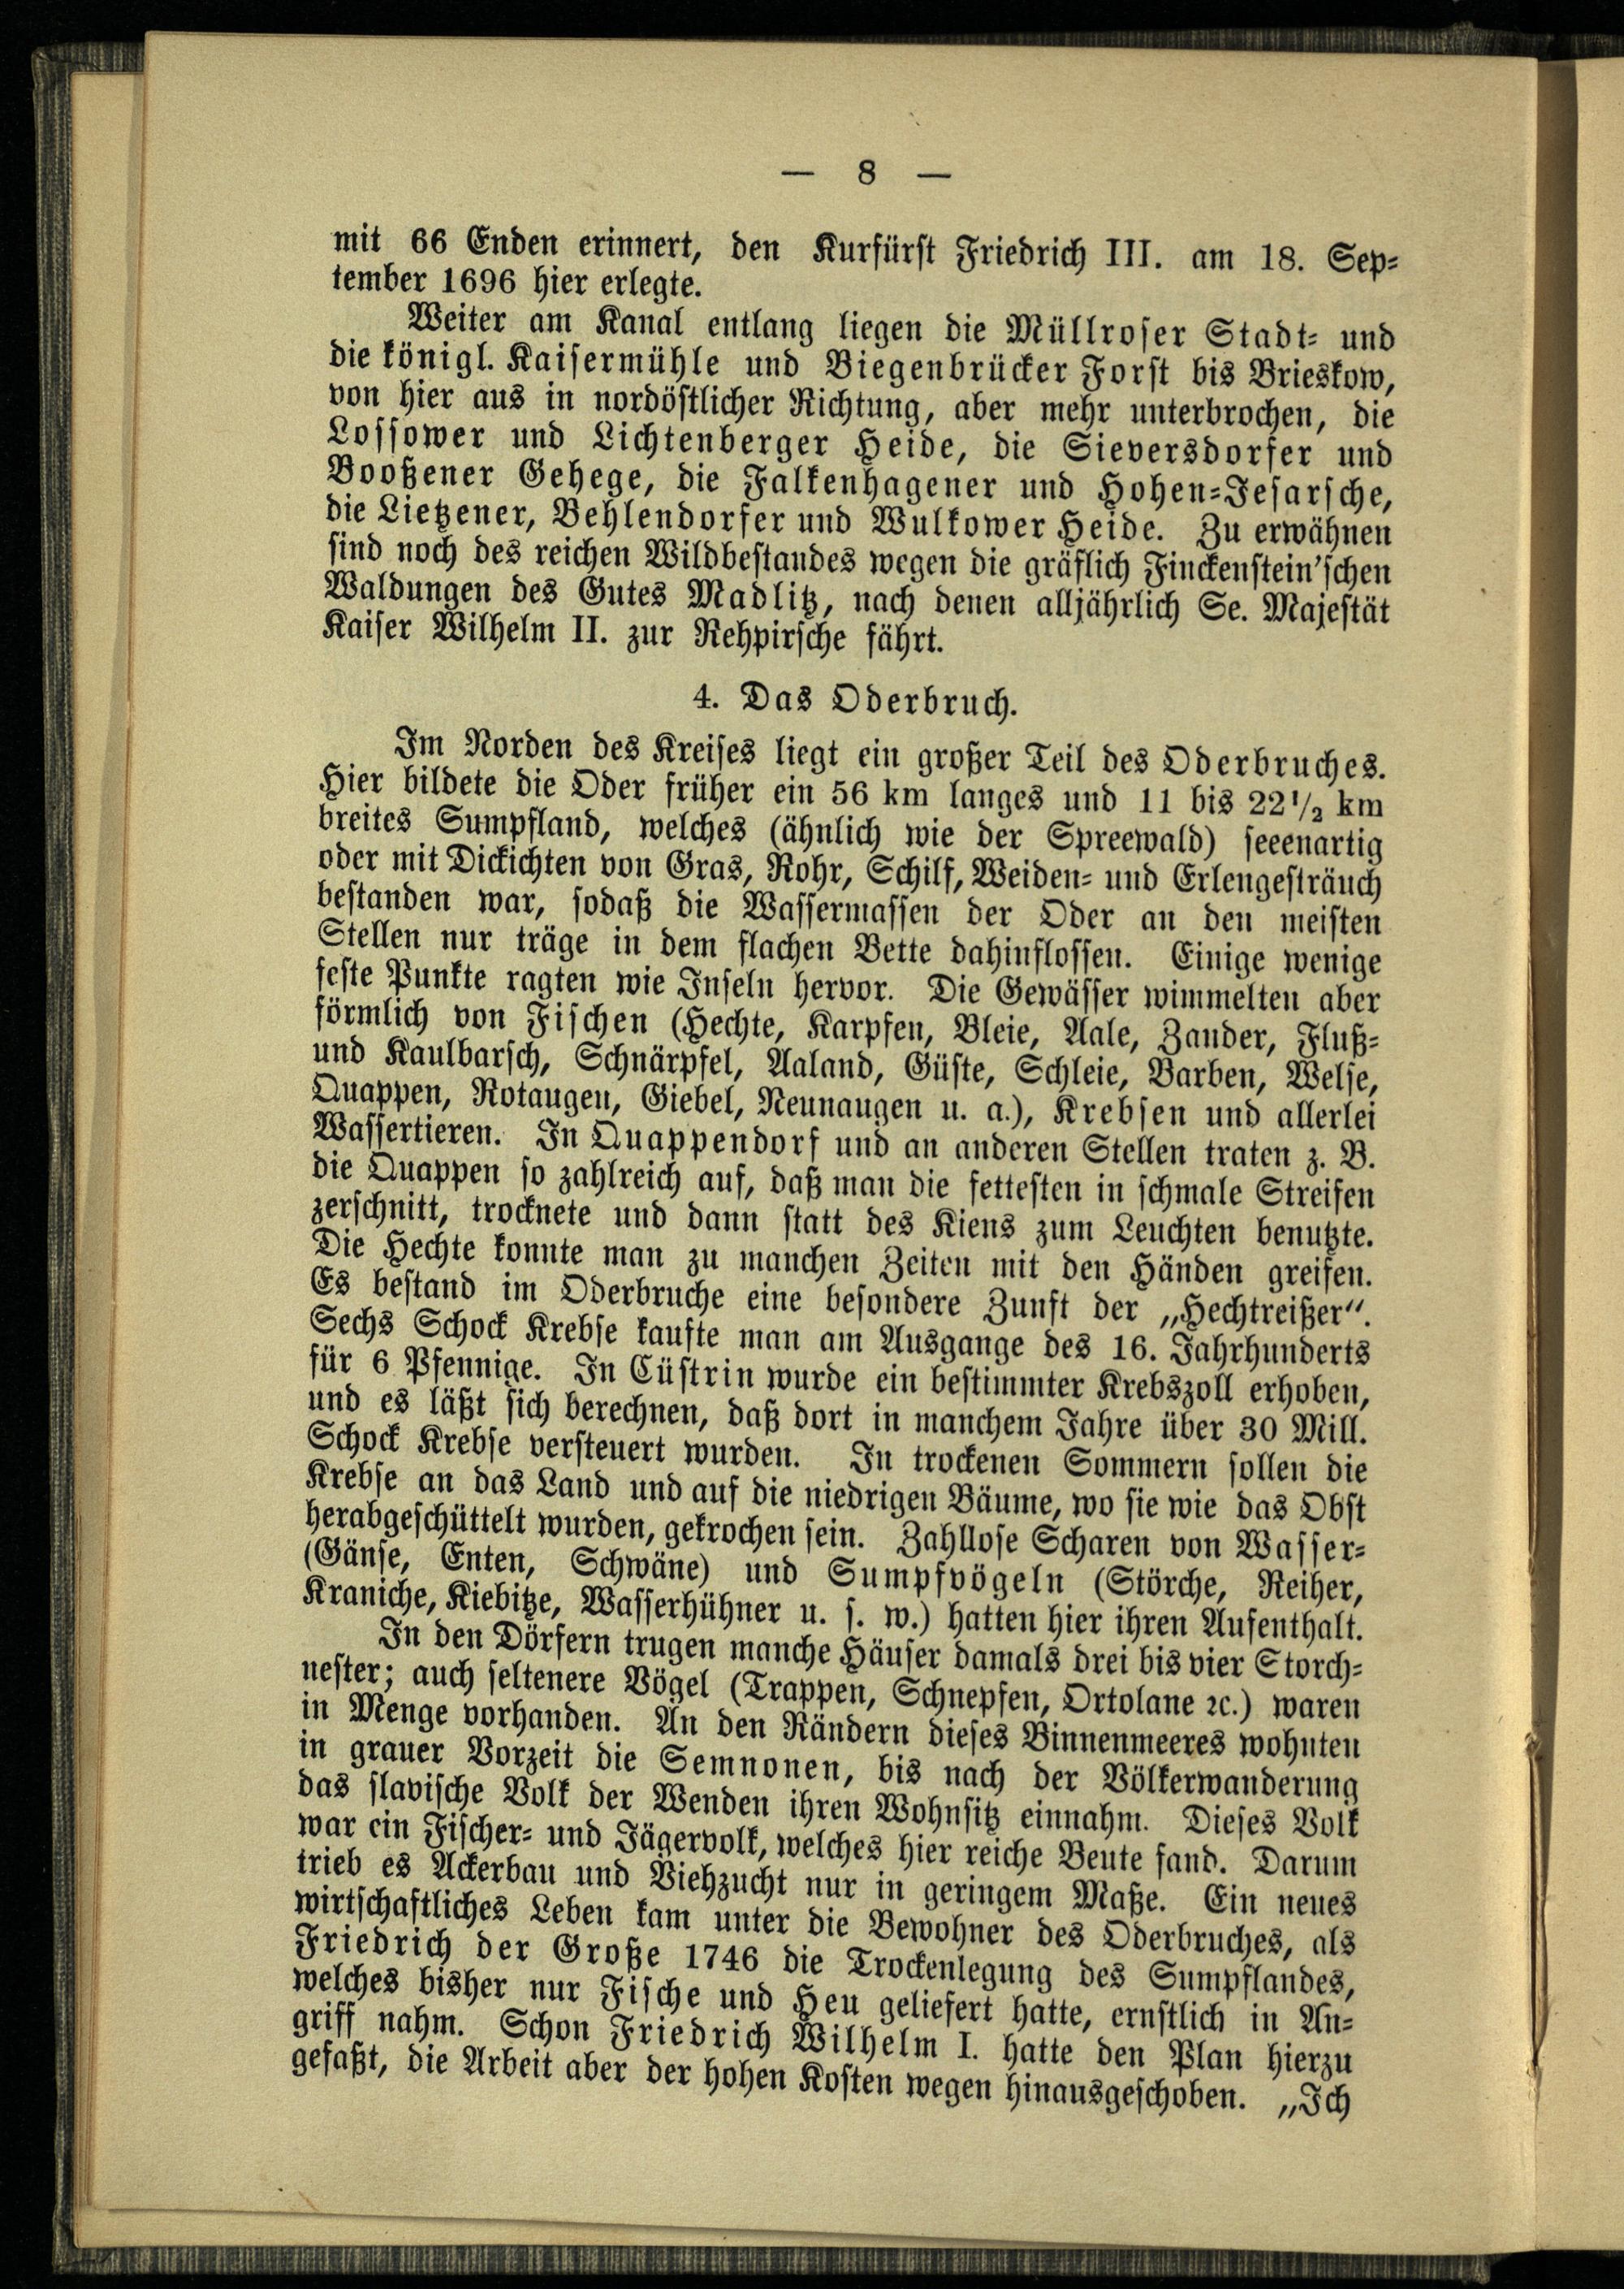 — 8 —
mit 66 Enden erinnert, den Kurfürst Friedrich III. am 18. Sep-
tember 1696 hier erlegte.
Weiter am Kanal entlang liegen die Müllroser Stadt- und
die königl. Kaisermühle und Biegenbrücker Forst bis Brieskow,
von hier aus in nordöstlicher Richtung, aber mehr unterbrochen, die
Lossower und Lichtenberger Heide, die Sieversdorfer und
Booßener Gehege, die Falkenhagener und Hohen-Jesarsche,
die Lietzener, Behlendorfer und Wulkower Heide. Zu erwähnen
sind noch des reichen Wildbestandes wegen die gräflich Finckenstein'schen
Waldungen des Gutes Madlitz, nach denen alljährlich Se. Majestät
Kaiser Wilhelm II. zur Rehpirsche fährt.
4. Das Oderbruch.
Im Norden des Kreises liegt ein großer Teil des Oderbruches.
Hier bildete die Oder früher ein 56 km langes und 11 bis 22 1/2 km
breites Sumpfland, welches (ähnlich wie der Spreewald) seeenartig
oder mit Dickichten von Gras, Rohr, Schilf, Weiden- und Erlengesträuch
bestanden war, sodaß die Wassermassen der Oder an den meisten
Stellen nur träge in dem flachen Bette dahinflossen. Einige wenige
feste Punkte ragten wie Inseln hervor. Die Gewässer wimmelten aber
förmlich von Fischen (Hechte, Karpfen, Bleie, Aale, Zander, Fluß-
und Kaulbarsch, Schnärpfel, Aaland, Güste, Schleie, Barben, Welse,
Quappen, Rotaugen, Giebel, Neunaugen u. a.), Krebsen und allerlei
Wassertieren. In Quappendorf und an anderen Stellen traten z. B.
die Quappen so zahlreich auf, daß man die fettesten in schmale Streifen
zerschnitt, trocknete und dann statt des Kiens zum Leuchten benutzte.
Die Hechte konnte man zu manchen Zeiten mit den Händen greifen.
Es bestand im Oderbruche eine besondere Zunft der „Hechtreißer“.
Sechs Schock Krebse kaufte man am Ausgange des 16. Jahrhunderts
für 6 Pfennige. In Cüstrin wurde ein bestimmter Krebszoll erhoben,
und es läßt sich berechnen, daß dort in manchem Jahre über 30 Mill.
Schock Krebse versteuert wurden. In trockenen Sommern sollen die
Krebse an das Land und auf die niedrigen Bäume, wo sie wie das Obst
herabgeschüttelt wurden, gekrochen sein. Zahllose Scharen von Wasser-
(Gänse, Enten, Schwäne) und Sumpfvögeln (Störche, Reiher,
Kraniche, Kiebitze, Wasserhühner u. s. w.) hatten hier ihren Aufenthalt.
In den Dörfern trugen manche Häuser damals drei bis vier Storch-
nester; auch seltenere Vögel (Trappen, Schnepfen, Ortolane ꝛc.) waren
in Menge vorhanden. An den Rändern dieses Binnenmeeres wohnten
in grauer Vorzeit die Semnonen, bis nach der Völkerwanderung
das slavische Volk der Wenden ihren Wohnsitz einnahm. Dieses Volk
war ein Fischer- und Jägervolk, welches hier reiche Beute fand. Darum
trieb es Ackerbau und Viehzucht nur in geringem Maße. Ein neues
wirtschaftliches Leben kam unter die Bewohner des Oderbruches, als
Friedrich der Große 1746 die Trockenlegung des Sumpflandes,
welches bisher nur Fische und Heu geliefert hatte, ernstlich in An-
griff nahm. Schon Friedrich Wilhelm I. hatte den Plan hierzu
gefaßt, die Arbeit aber der hohen Kosten wegen hinausgeschoben. „Ich